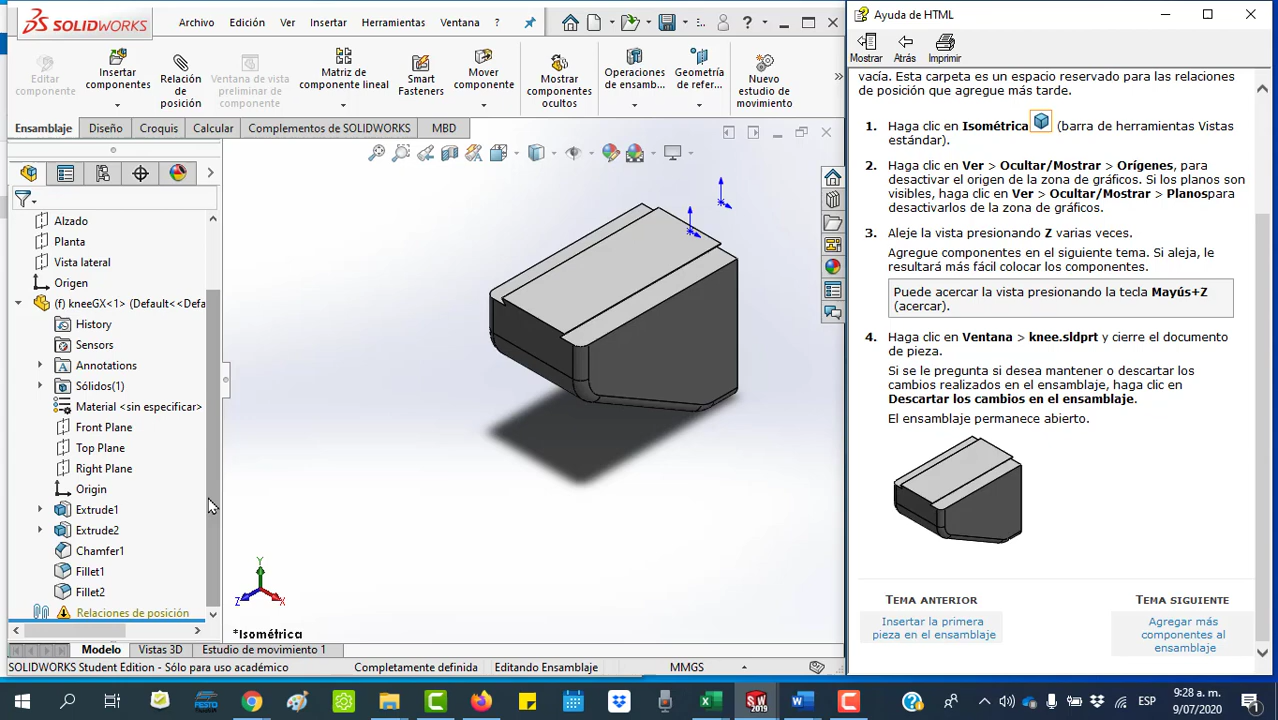 SOLIDWORKS
Archivo Edición Ver Insertar Herramientas Ventana ?
Editar componente
Insertar componentes
Relación de posición
Ventana de vista preliminar de componente
Matriz de componente lineal
Smart Fasteners
Mover componente
Mostrar componentes ocultos
Operaciones de ensamb...
Geometría de refer...
Nuevo estudio de movimiento
Ensamblaje Diseño Croquis Calcular Complementos de SOLIDWORKS MBD
Alzado
Planta
Vista lateral
Origen
(f) kneeGX<1> (Default<<Defa
History
Sensors
Annotations
Sólidos(1)
Material <sin especificar>
Front Plane
Top Plane
Right Plane
Origin
Extrude1
Extrude2
Chamfer1
Fillet1
Fillet2
Relaciones de posición
Y
Z
X
*Isométrica
Modelo Vistas 3D Estudio de movimiento 1
SOLIDWORKS Student Edition - Sólo para uso académico Completamente definida Editando Ensamblaje MMGS
Ayuda de HTML
Mostrar Atrás Imprimir
vacía. Esta carpeta es un espacio reservado para las relaciones
de posición que agregue más tarde.
1. Haga clic en Isométrica (barra de herramientas Vistas
estándar).
2. Haga clic en Ver > Ocultar/Mostrar > Orígenes, para
desactivar el origen de la zona de gráficos. Si los planos son
visibles, haga clic en Ver > Ocultar/Mostrar > Planospara
desactivarlos de la zona de gráficos.
3. Aleje la vista presionando Z varias veces.
Agregue componentes en el siguiente tema. Si aleja, le
resultará más fácil colocar los componentes.
Puede acercar la vista presionando la tecla Mayús+Z
(acercar).
4. Haga clic en Ventana > knee.sldprt y cierre el documento
de pieza.
Si se le pregunta si desea mantener o descartar los
cambios realizados en el ensamblaje, haga clic en
Descartar los cambios en el ensamblaje.
El ensamblaje permanece abierto.
TEMA ANTERIOR
Insertar la primera
pieza en el ensamblaje
TEMA SIGUIENTE
Agregar más
componentes al
ensamblaje
FESTO
SW
2019
ESP
9:28 a. m.
9/07/2020